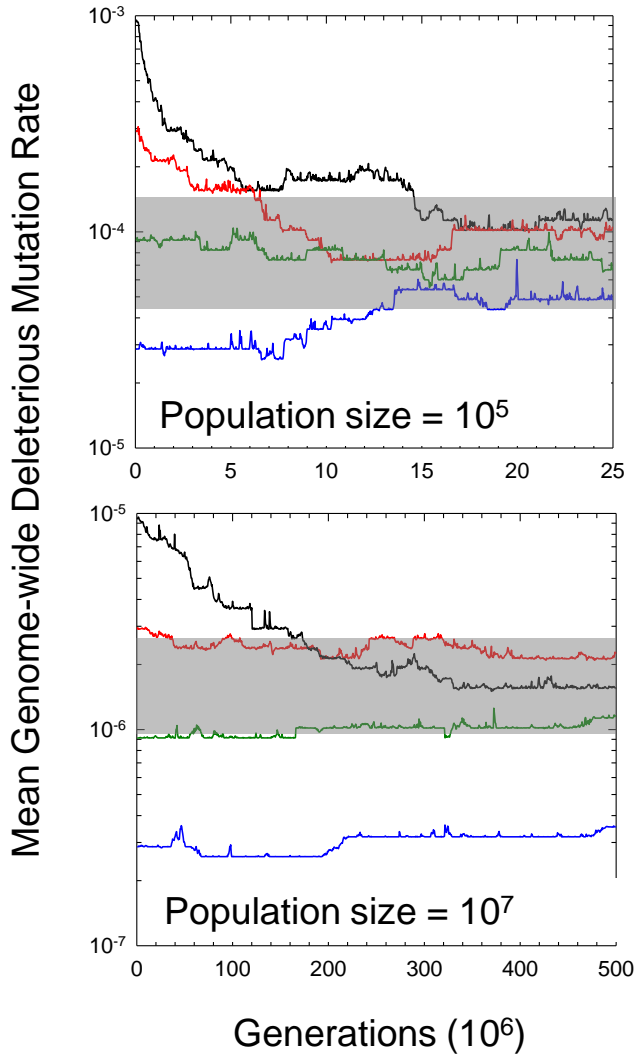 Mean Genome-wide Deleterious Mutation Rate
10⁻³
10⁻⁴
10⁻⁵
Population size = 10⁵
0 5 10 15 20 25
10⁻⁵
10⁻⁶
10⁻⁷
Population size = 10⁷
0 100 200 300 400 500
Generations (10⁶)